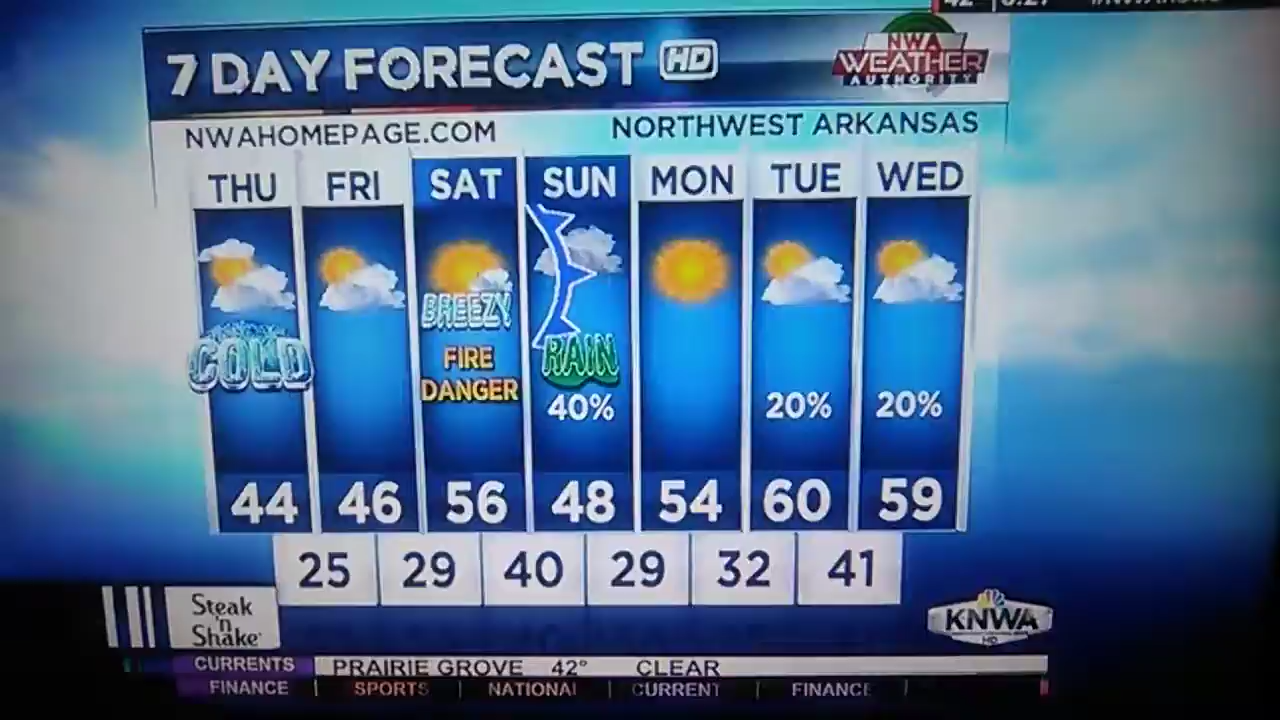 7 DAY FORECAST HD
NWA
WEATHER
AUTHORITY
NWAHOMEPAGE.COM NORTHWEST ARKANSAS
THU FRI SAT SUN MON TUE WED
COLD
BREEZY
FIRE
DANGER
RAIN
40% 20% 20%
44 46 56 48 54 60 59
25 29 40 29 32 41
Steak
'n
Shake
KNWA
HD
CURRENTS PRAIRIE GROVE 42° CLEAR
FINANCE SPORTS NATIONAL CURRENT FINANCE